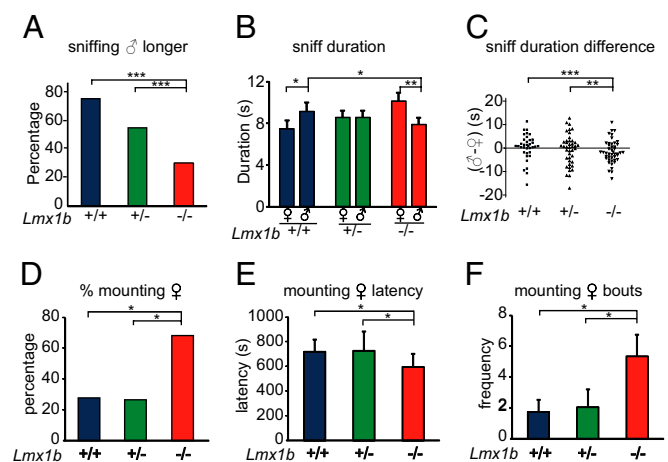 A
sniffing ♂ longer
Percentage
80
60
40
20
0
***
***
Lmx1b +/+ +/- -/-
B
sniff duration
Duration (s)
12
8
4
0
* * **
♀ ♂ ♀ ♂ ♀ ♂
Lmx1b +/+ +/- -/-
C
sniff duration difference
(♂-♀) (s)
20
10
0
-10
-20
***
**
Lmx1b +/+ +/- -/-
D
% mounting ♀
percentage
80
60
40
20
0
*
*
Lmx1b +/+ +/- -/-
E
mounting ♀ latency
latency (s)
1000
800
600
400
200
0
*
*
Lmx1b +/+ +/- -/-
F
mounting ♀ bouts
frequency
8
6
4
2
0
*
*
Lmx1b +/+ +/- -/-